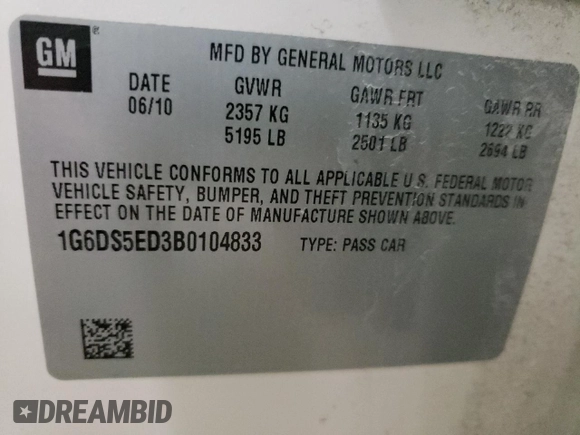 GM
®
MFD BY GENERAL MOTORS LLC
DATE GVWR GAWR FRT GAWR RR
06/10 2357 KG 1135 KG 1222 KG
5195 LB 2501 LB 2694 LB
THIS VEHICLE CONFORMS TO ALL APPLICABLE U.S. FEDERAL MOTOR
VEHICLE SAFETY, BUMPER, AND THEFT PREVENTION STANDARDS IN
EFFECT ON THE DATE OF MANUFACTURE SHOWN ABOVE.
1G6DS5ED3B0104833 TYPE: PASS CAR
DREAMBID